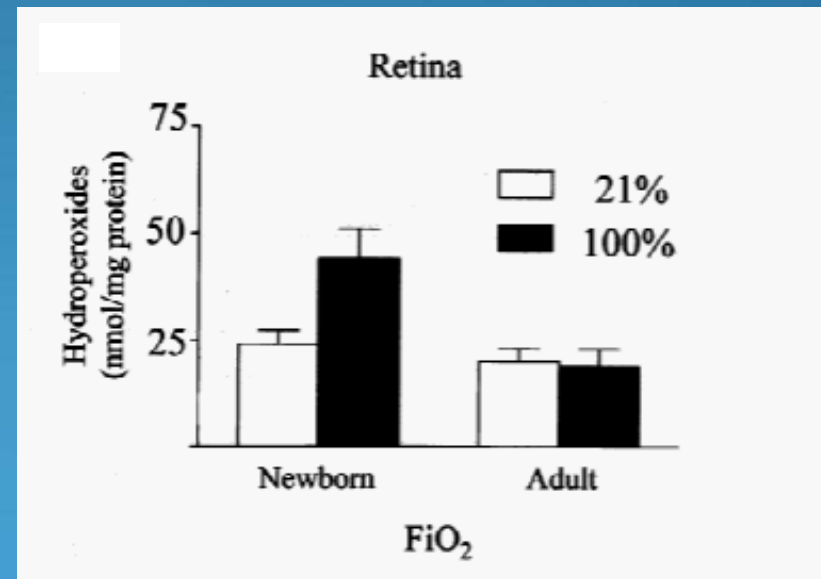 Retina
75
50
25
Hydroperoxides
(nmol/mg protein)
21%
100%
Newborn Adult
FiO₂